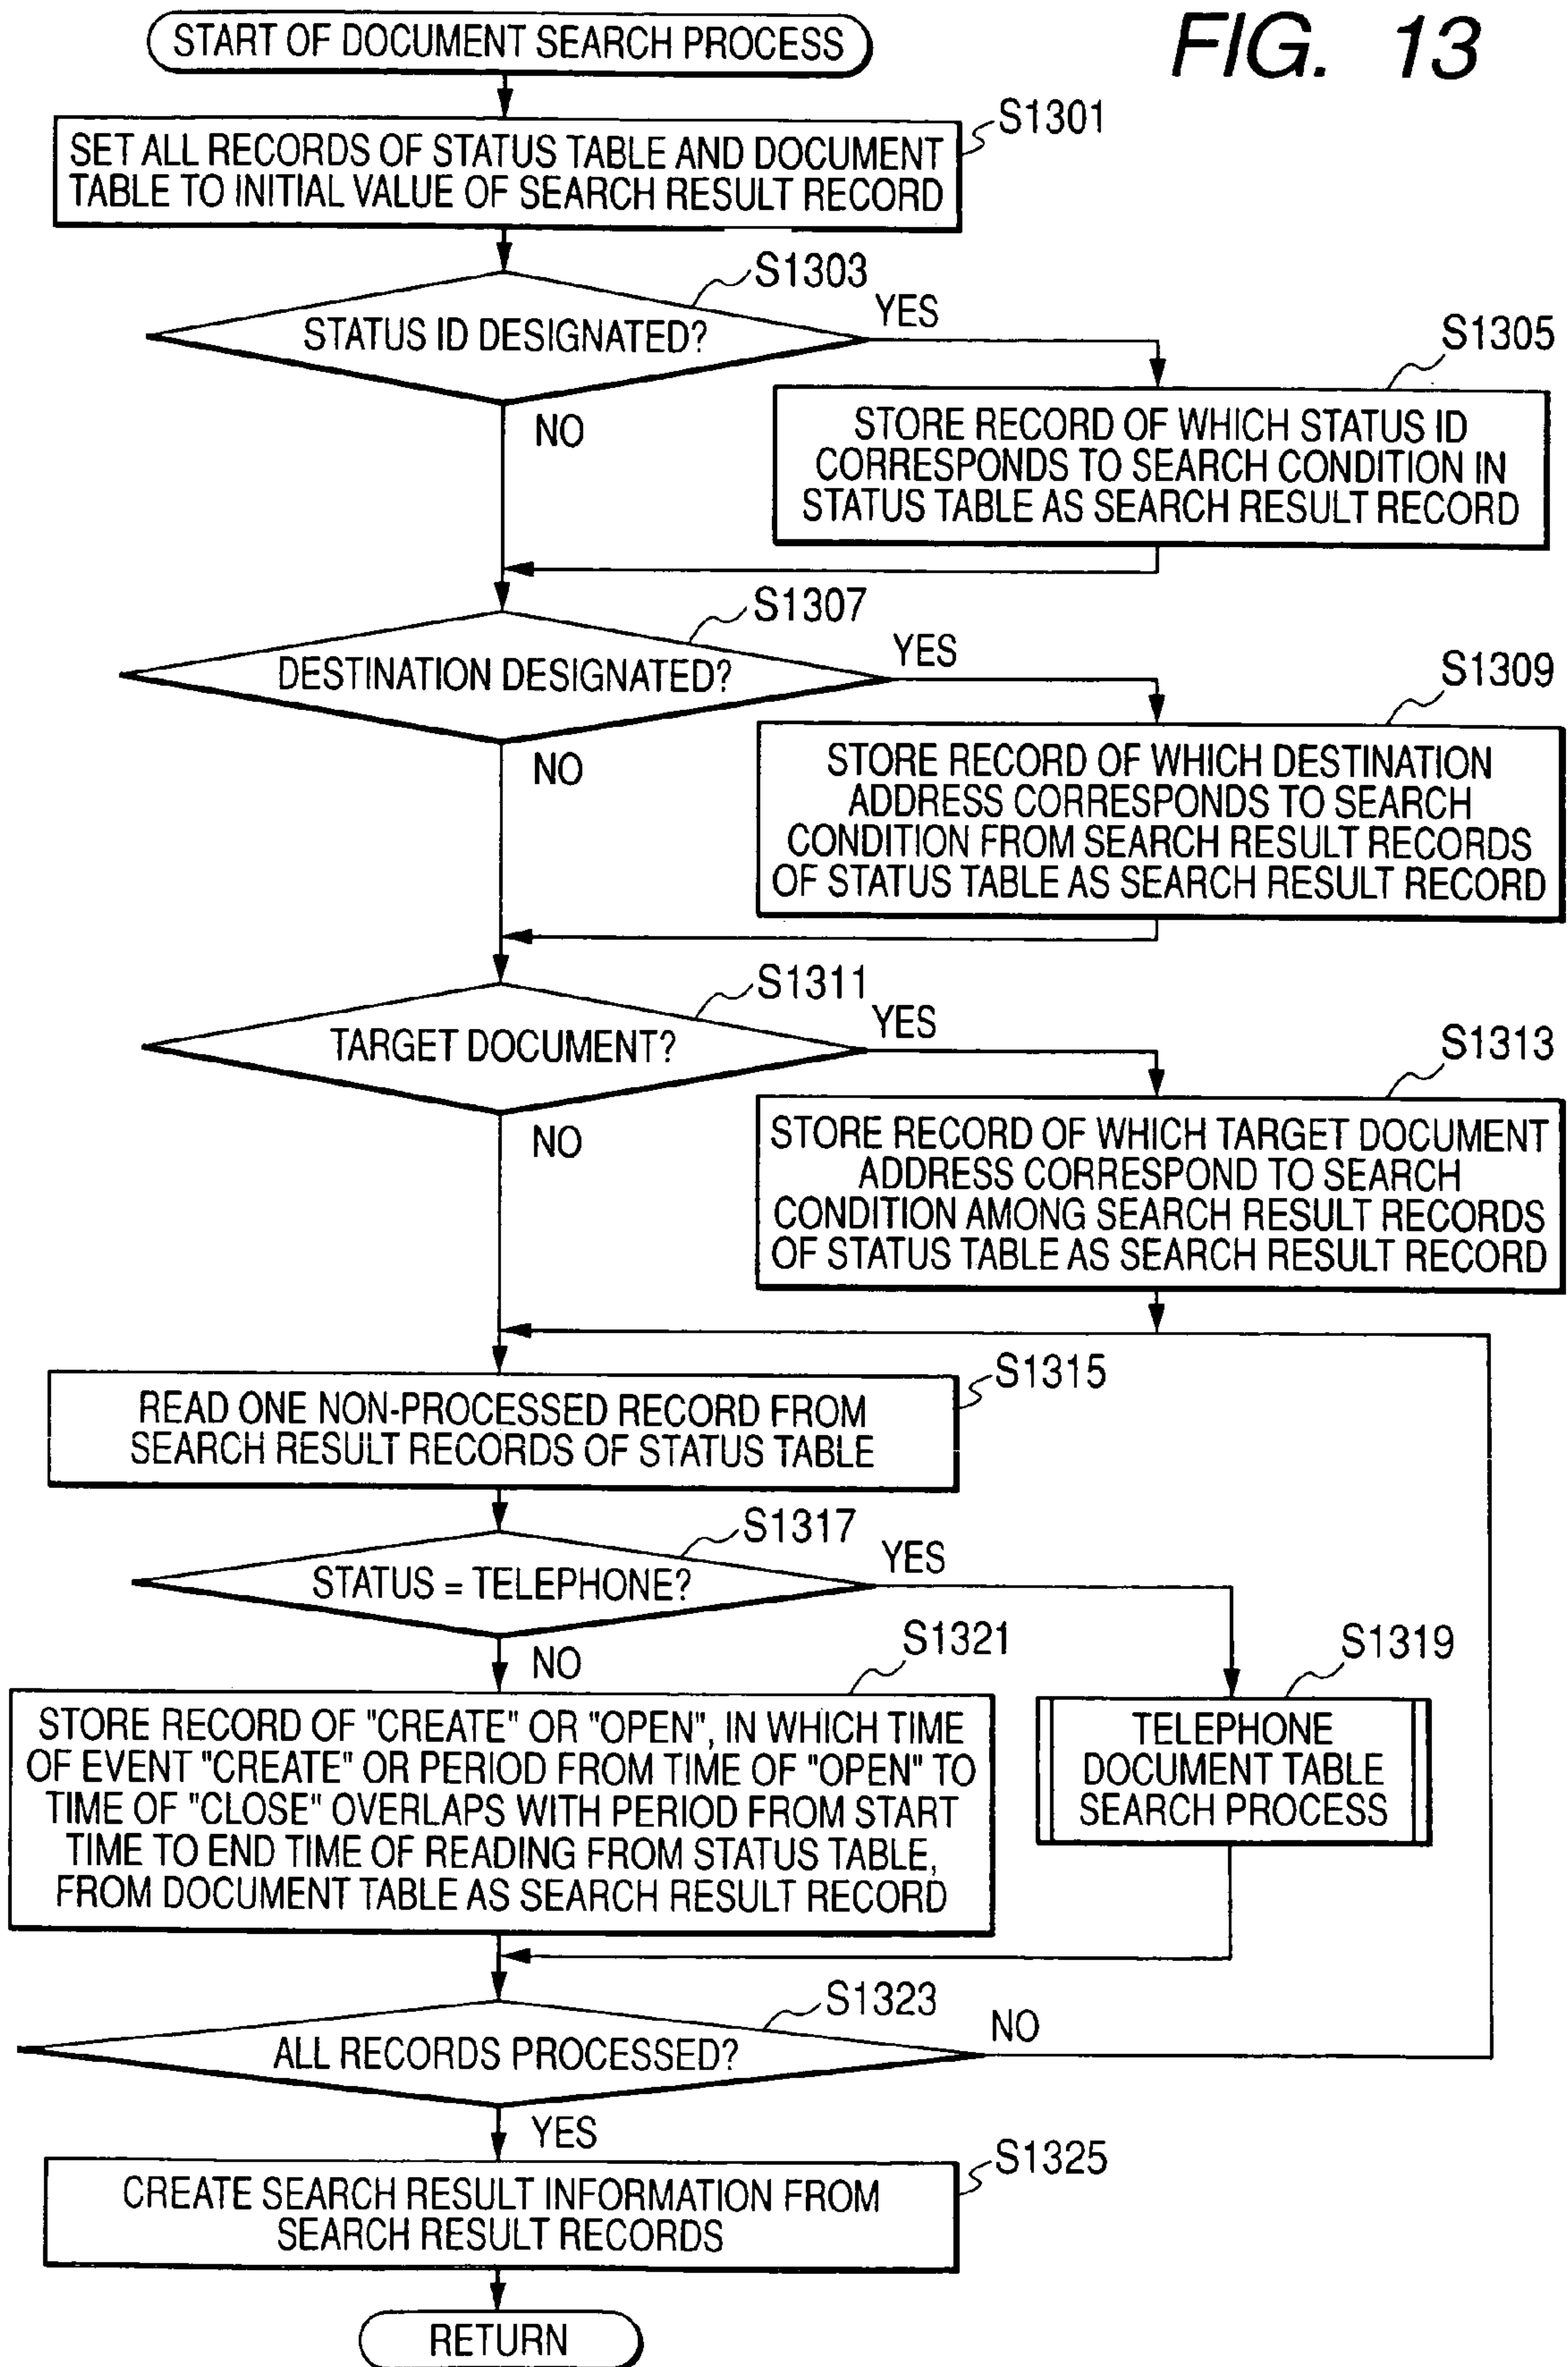 FIG. 13
START OF DOCUMENT SEARCH PROCESS
S1301
SET ALL RECORDS OF STATUS TABLE AND DOCUMENT
TABLE TO INITIAL VALUE OF SEARCH RESULT RECORD
S1303
STATUS ID DESIGNATED?
YES
NO
S1305
STORE RECORD OF WHICH STATUS ID
CORRESPONDS TO SEARCH CONDITION IN
STATUS TABLE AS SEARCH RESULT RECORD
S1307
DESTINATION DESIGNATED?
YES
NO
S1309
STORE RECORD OF WHICH DESTINATION
ADDRESS CORRESPONDS TO SEARCH
CONDITION FROM SEARCH RESULT RECORDS
OF STATUS TABLE AS SEARCH RESULT RECORD
S1311
TARGET DOCUMENT?
YES
NO
S1313
STORE RECORD OF WHICH TARGET DOCUMENT
ADDRESS CORRESPOND TO SEARCH
CONDITION AMONG SEARCH RESULT RECORDS
OF STATUS TABLE AS SEARCH RESULT RECORD
S1315
READ ONE NON-PROCESSED RECORD FROM
SEARCH RESULT RECORDS OF STATUS TABLE
S1317
STATUS = TELEPHONE?
YES
NO
S1319
TELEPHONE
DOCUMENT TABLE
SEARCH PROCESS
S1321
STORE RECORD OF "CREATE" OR "OPEN", IN WHICH TIME
OF EVENT "CREATE" OR PERIOD FROM TIME OF "OPEN" TO
TIME OF "CLOSE" OVERLAPS WITH PERIOD FROM START
TIME TO END TIME OF READING FROM STATUS TABLE,
FROM DOCUMENT TABLE AS SEARCH RESULT RECORD
S1323
ALL RECORDS PROCESSED?
NO
YES
S1325
CREATE SEARCH RESULT INFORMATION FROM
SEARCH RESULT RECORDS
RETURN